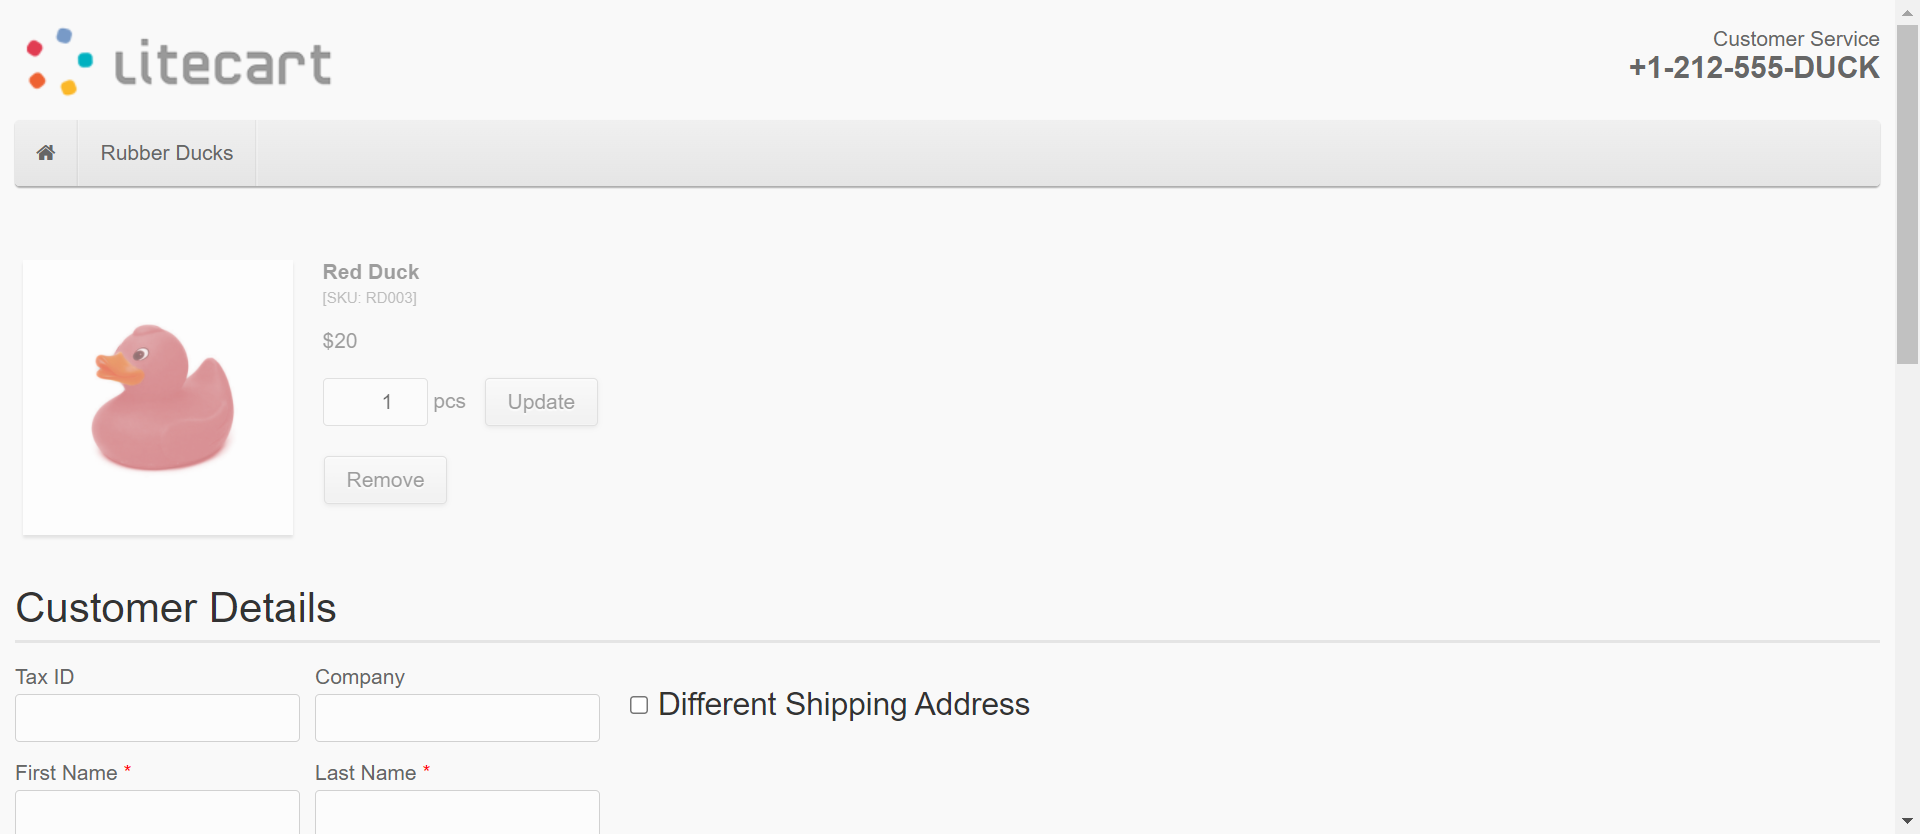 Litecart
Customer Service
+1-212-555-DUCK
Rubber Ducks
Red Duck
[SKU: RD003]
$20
1 pcs Update
Remove
Customer Details
Tax ID Company
Different Shipping Address
First Name * Last Name *